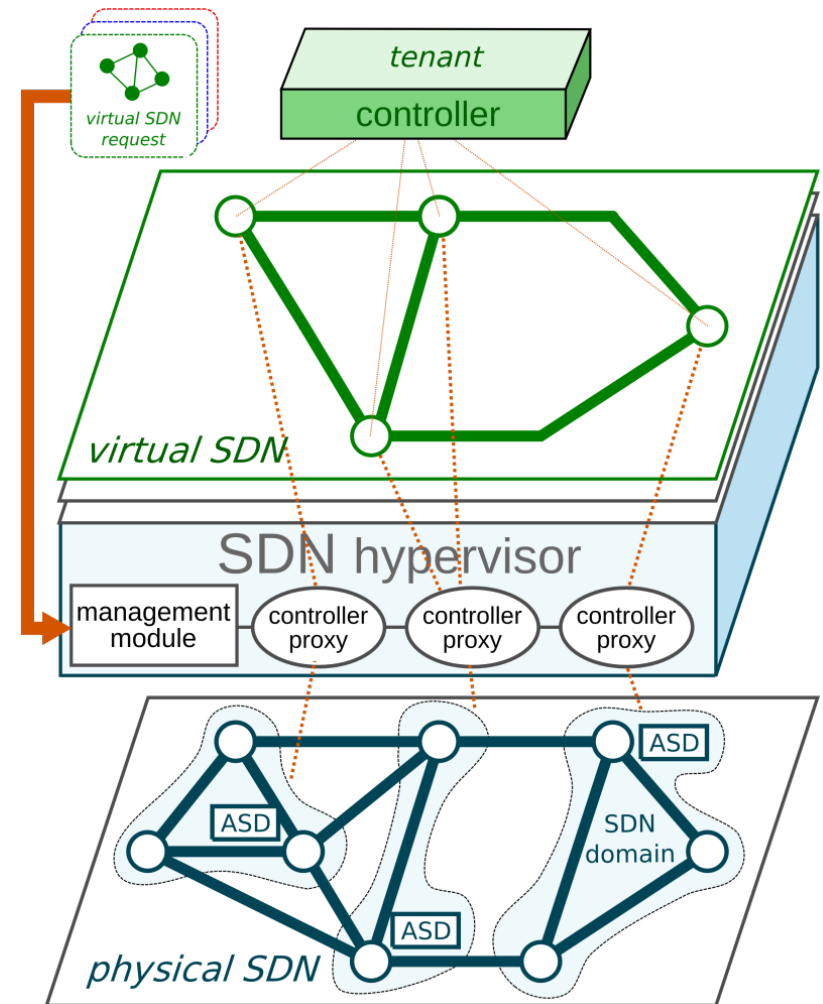 virtual SDN
request
tenant
controller
virtual SDN
SDN hypervisor
management
module
controller
proxy
controller
proxy
controller
proxy
ASD
ASD
SDN
domain
ASD
physical SDN